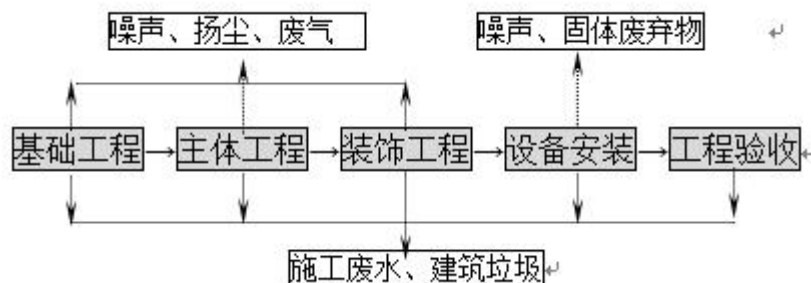 噪声、扬尘、废气 噪声、固体废弃物
基础工程 主体工程 装饰工程 设备安装 工程验收
施工废水、建筑垃圾